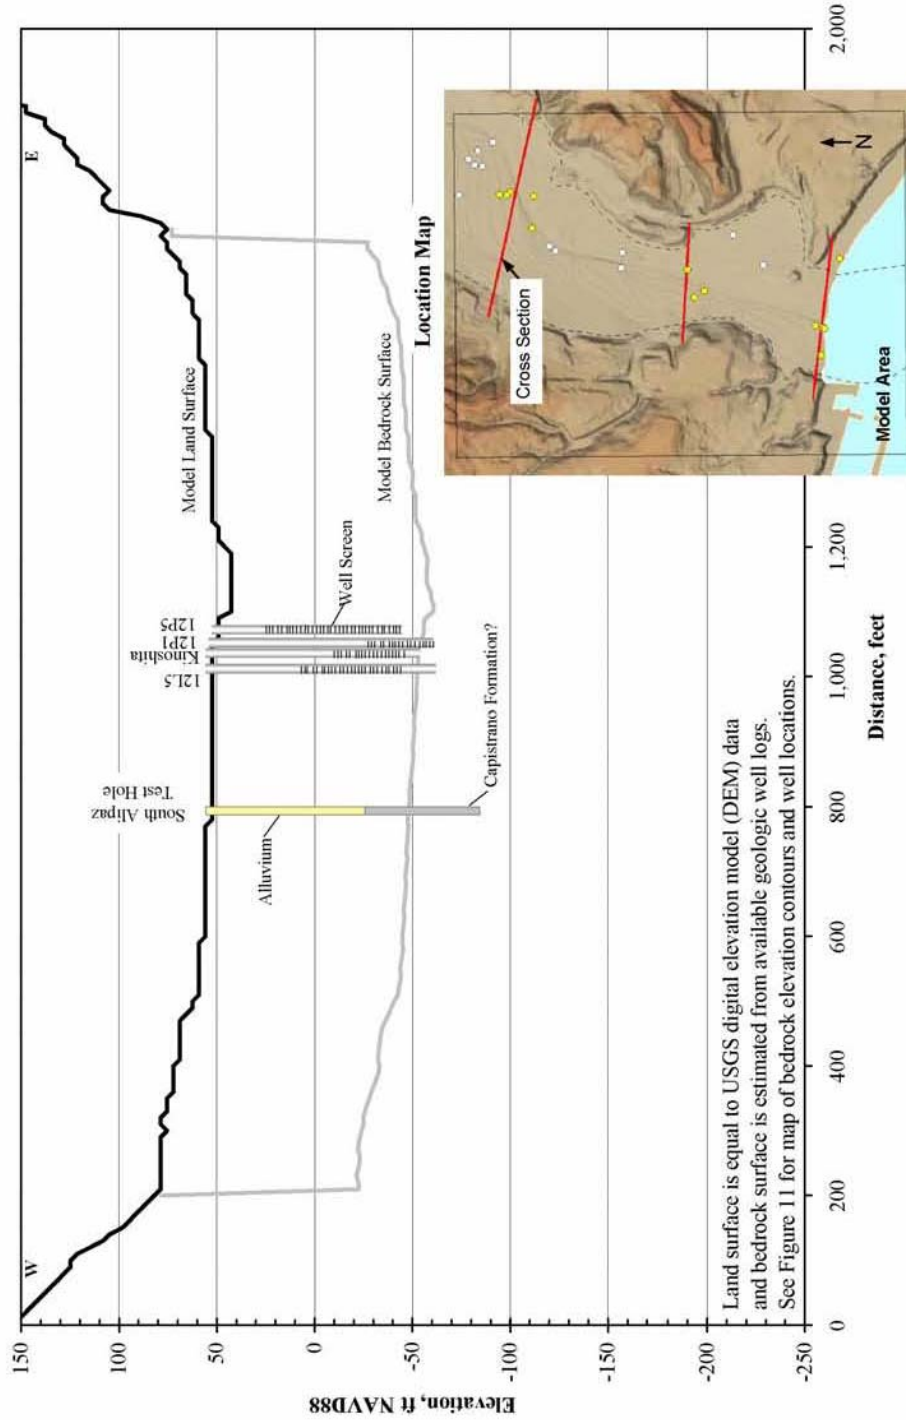 W
E
South Alipaz
Test Hole
12L5
Kinoshita
12P1
12P5
Model Land Surface
Alluvium
Well Screen
Model Bedrock Surface
Capistrano Formation?
Elevation, ft NAVD88
150
100
50
0
-50
-100
-150
-200
-250
0
200
400
600
800
1,000
1,200
2,000
Distance, feet
Location Map
Cross Section
N
Model Area
Land surface is equal to USGS digital elevation model (DEM) data
and bedrock surface is estimated from available geologic well logs.
See Figure 11 for map of bedrock elevation contours and well locations.